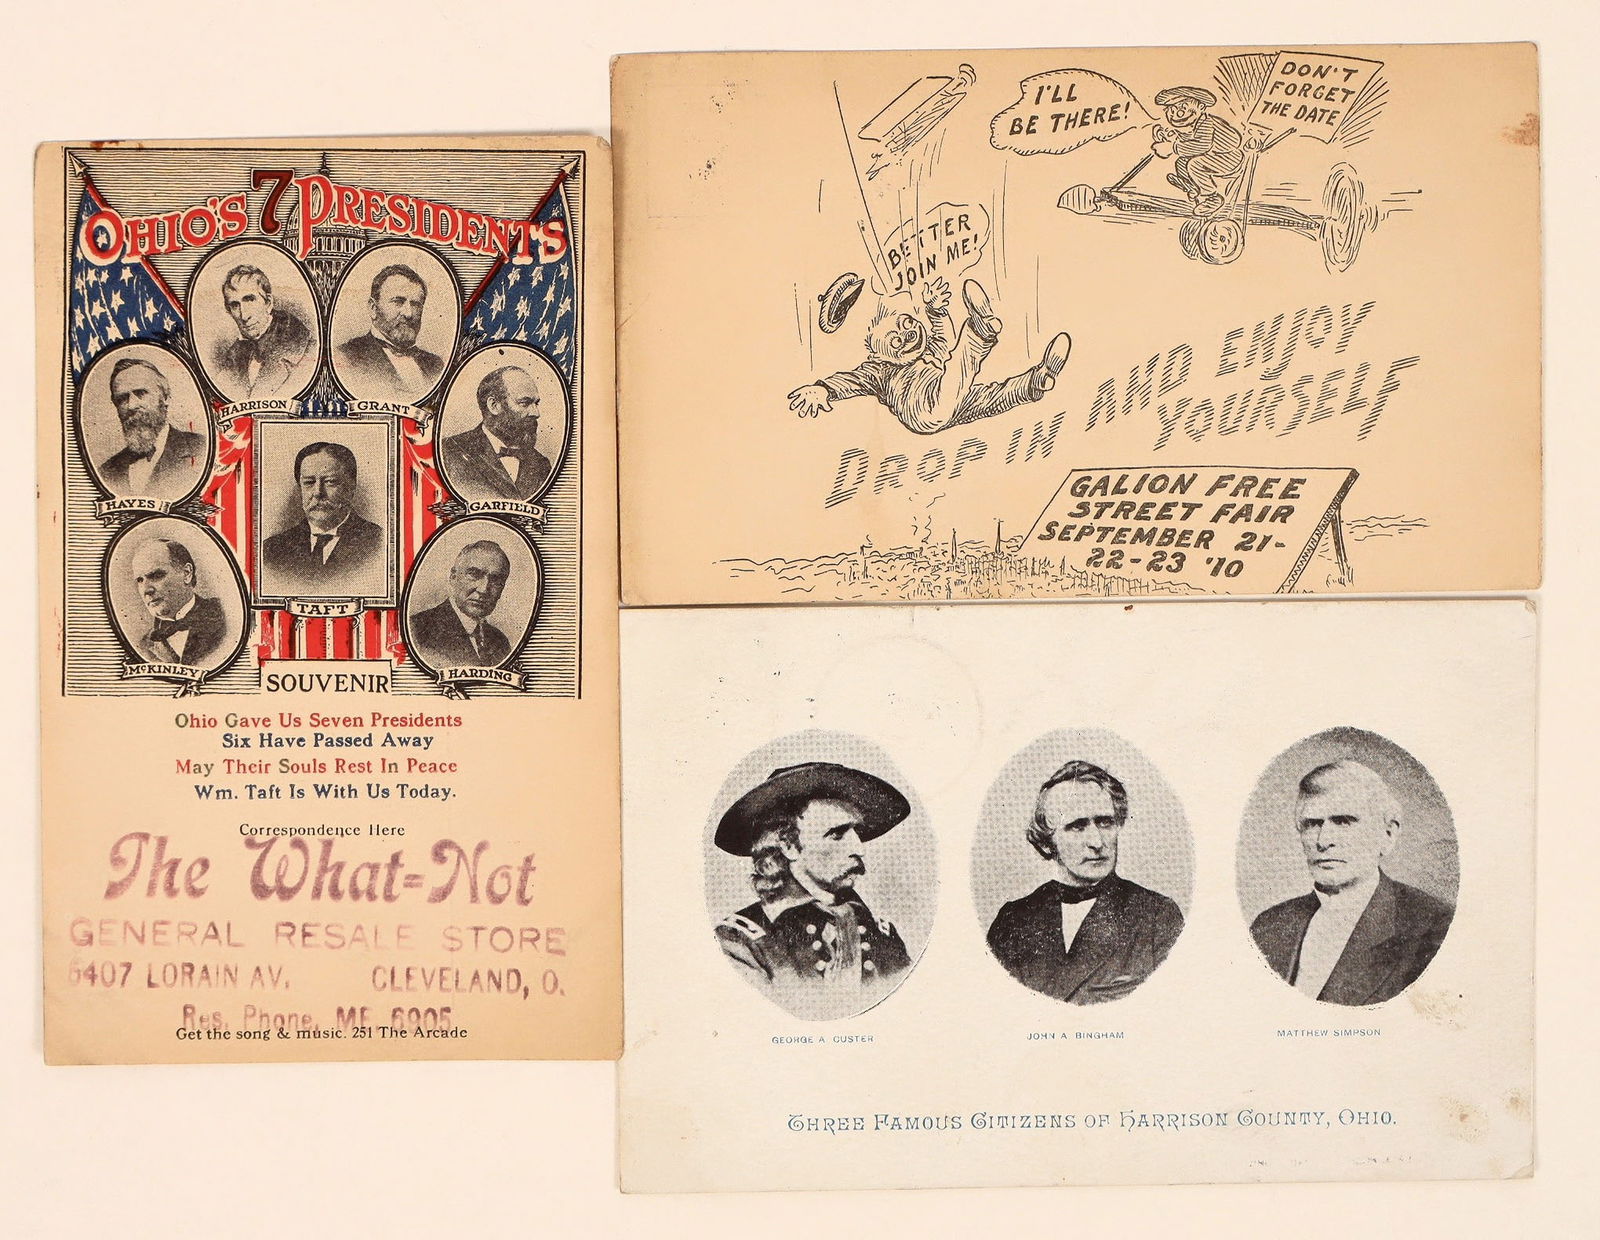 OHIO'S 7 PRESIDENTS
HARRISON
GRANT
HAYES
GARFIELD
TAFT
McKINLEY
HARDING
SOUVENIR
Ohio Gave Us Seven Presidents
Six Have Passed Away
May Their Souls Rest In Peace
Wm. Taft Is With Us Today.
Correspondence Here
The What-Not
GENERAL RESALE STORE
6407 LORAIN AV. CLEVELAND, O.
Res. Phone, ME 6905
Get the song & music. 251 The Arcade
I'LL
BE THERE!
DON'T
FORGET
THE DATE
BETTER
JOIN ME!
DROP IN AND ENJOY
YOURSELF
GALION FREE
STREET FAIR
SEPTEMBER 21-
22-23 '10
GEORGE A CUSTER
JOHN A BINGHAM
MATTHEW SIMPSON
THREE FAMOUS CITIZENS OF HARRISON COUNTY, OHIO.